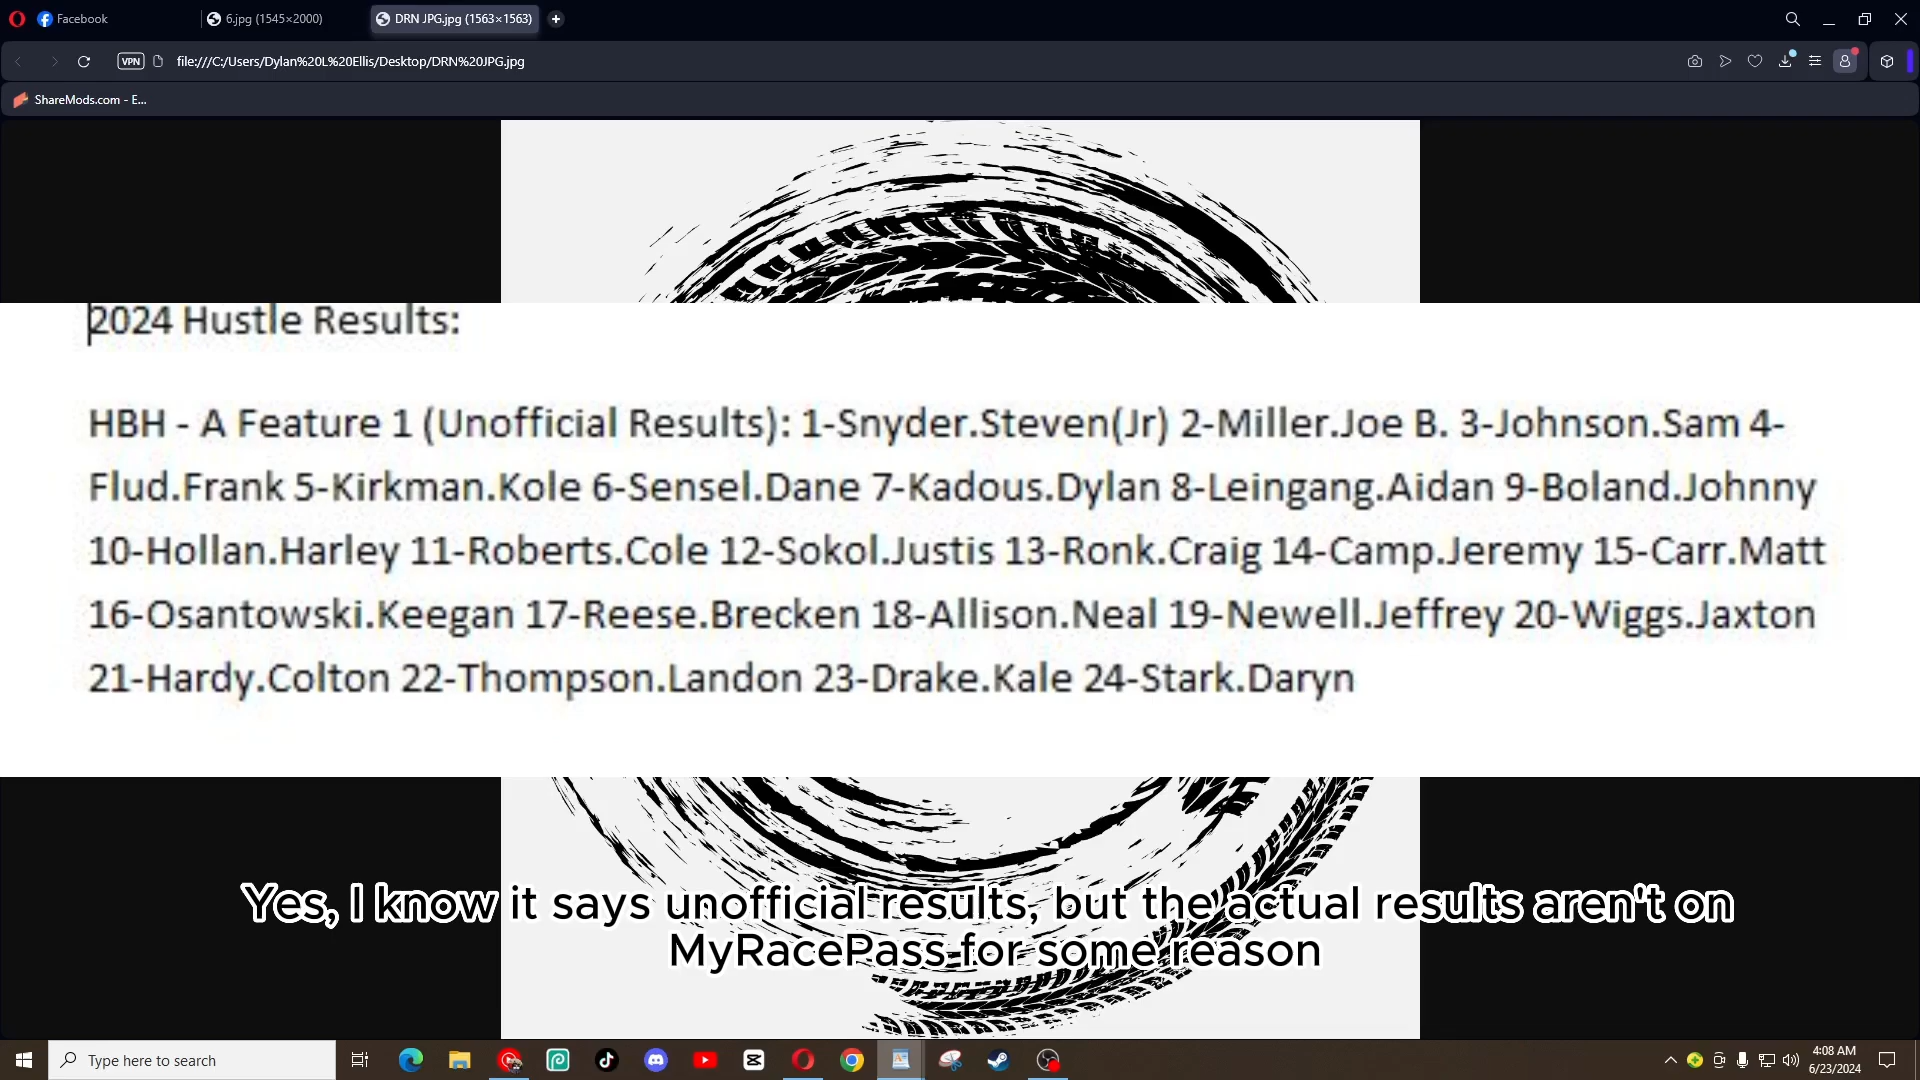 Facebook
6.jpg (1545×2000)
DRN JPG.jpg (1563×1563)
VPN
file:///C:/Users/Dylan%20L%20Ellis/Desktop/DRN%20JPG.jpg
ShareMods.com - E...
2024 Hustle Results:
HBH - A Feature 1 (Unofficial Results): 1-Snyder.Steven(Jr) 2-Miller.Joe B. 3-Johnson.Sam 4-
Flud.Frank 5-Kirkman.Kole 6-Sensel.Dane 7-Kadous.Dylan 8-Leingang.Aidan 9-Boland.Johnny
10-Hollan.Harley 11-Roberts.Cole 12-Sokol.Justis 13-Ronk.Craig 14-Camp.Jeremy 15-Carr.Matt
16-Osantowski.Keegan 17-Reese.Brecken 18-Allison.Neal 19-Newell.Jeffrey 20-Wiggs.Jaxton
21-Hardy.Colton 22-Thompson.Landon 23-Drake.Kale 24-Stark.Daryn
Yes, I know it says unofficial results, but the actual results aren't on
MyRacePass for some reason
Type here to search
4:08 AM
6/23/2024